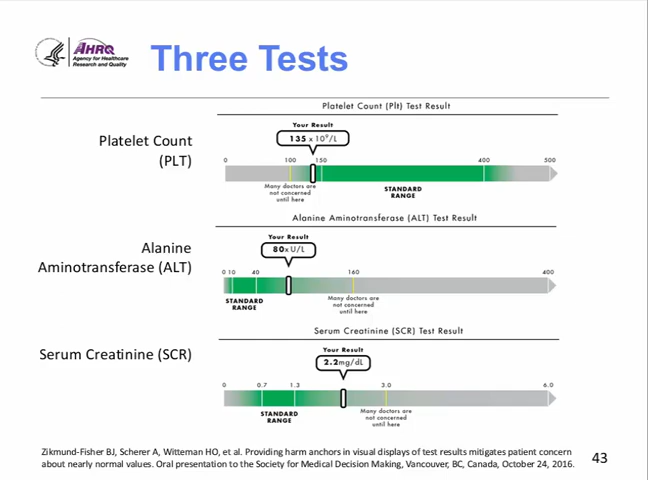 AHRQ
Agency for Healthcare
Research and Quality
Three Tests
Platelet Count (Plt) Test Result
Platelet Count
(PLT)
Your Result
135 x 10⁹/L
0 100 150 400 500
Many doctors are
not concerned
until here
STANDARD
RANGE
Alanine Aminotransferase (ALT) Test Result
Alanine
Aminotransferase (ALT)
Your Result
80x U/L
0 10 40 160 400
STANDARD
RANGE
Many doctors are
not concerned
until here
Serum Creatinine (SCR) Test Result
Serum Creatinine (SCR)
Your Result
2.2mg/dL
0 0.7 1.3 3.0 6.0
STANDARD
RANGE
Many doctors are
not concerned
until here
Zikmund-Fisher BJ, Scherer A, Witteman HO, et al. Providing harm anchors in visual displays of test results mitigates patient concern
about nearly normal values. Oral presentation to the Society for Medical Decision Making, Vancouver, BC, Canada, October 24, 2016.
43